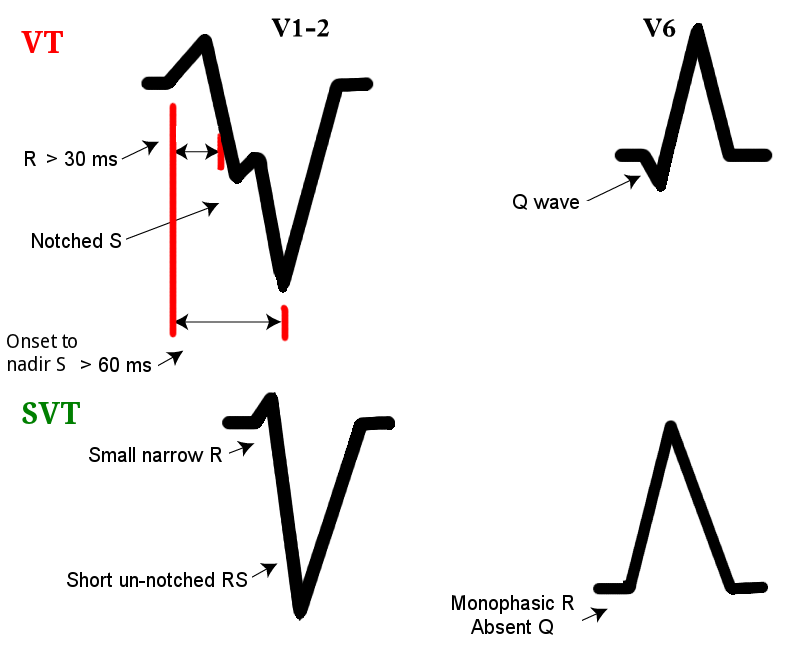 VT
V1-2
V6
R > 30 ms
Q wave
Notched S
Onset to
nadir S > 60 ms
SVT
Small narrow R
Short un-notched RS
Monophasic R
Absent Q